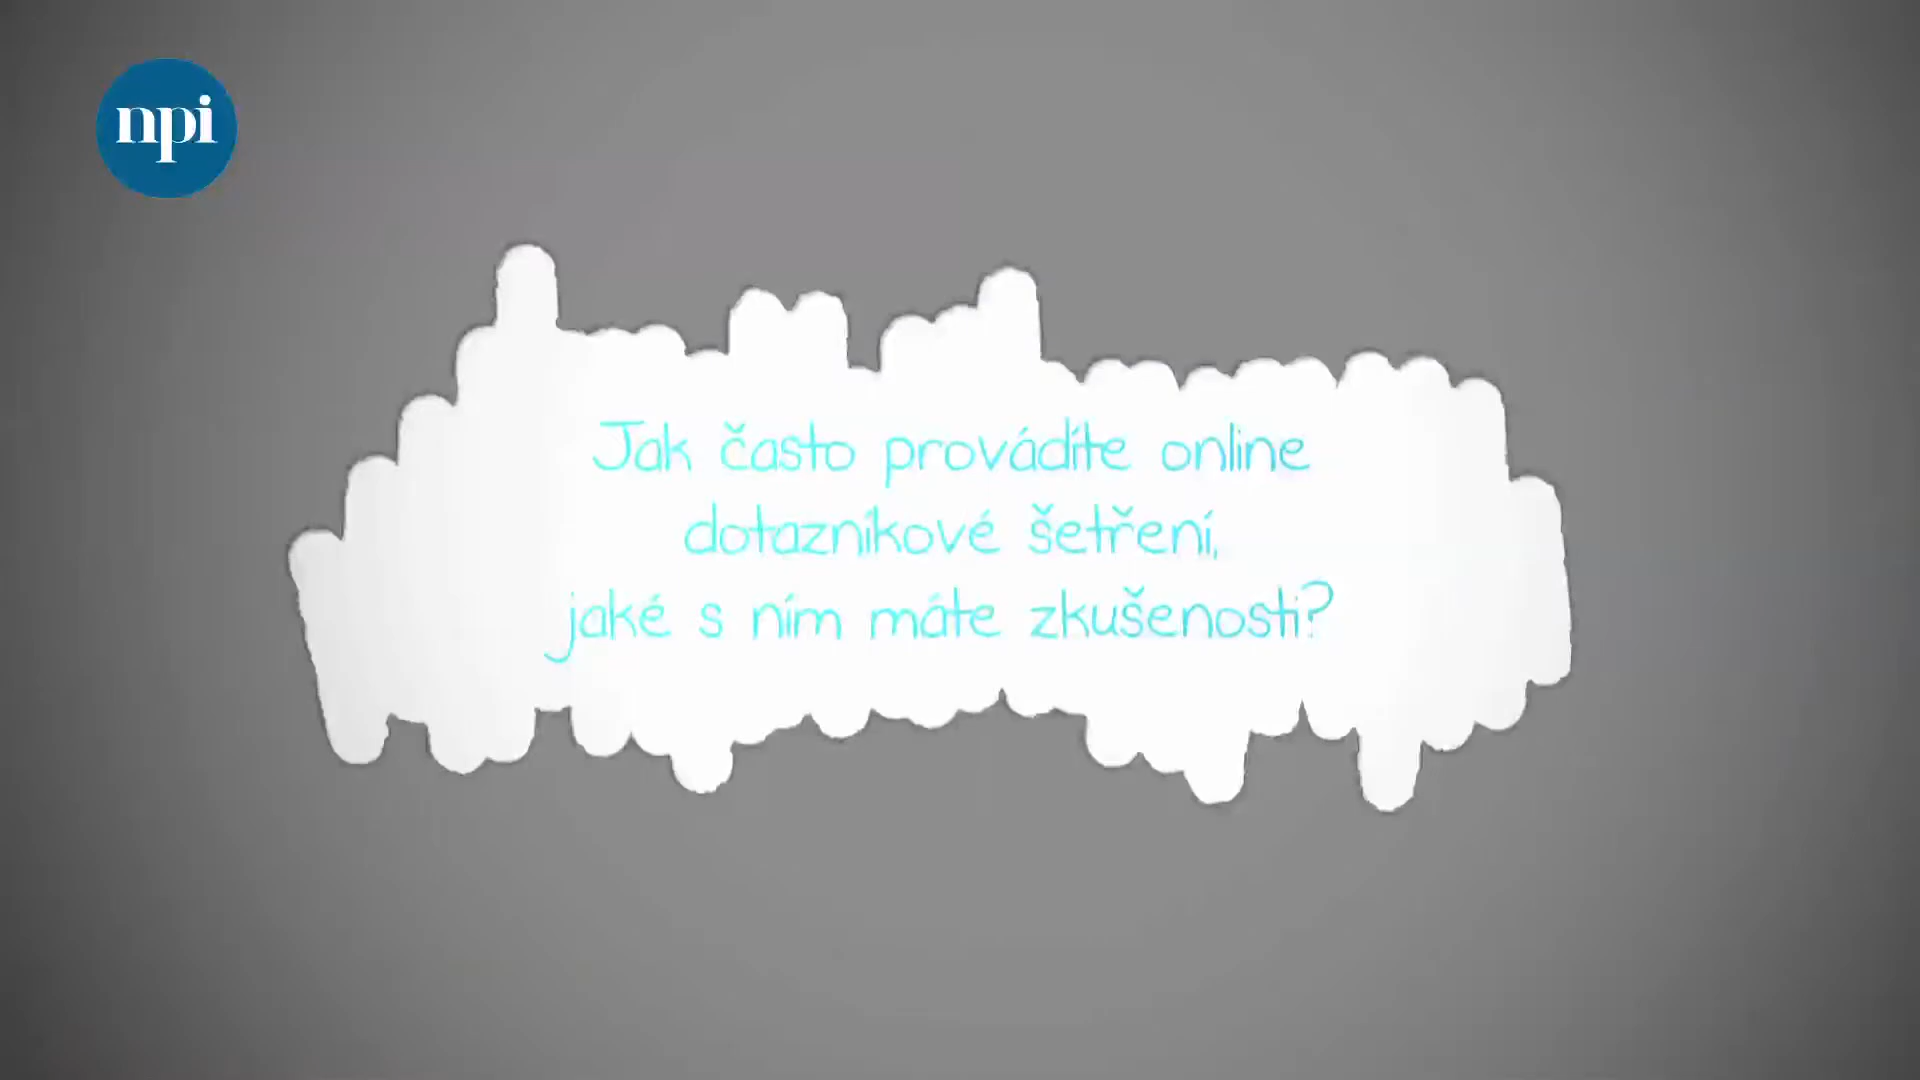 npi
Jak často provádíte online
dotazníkové šetření,
jaké s ním máte zkušenosti?